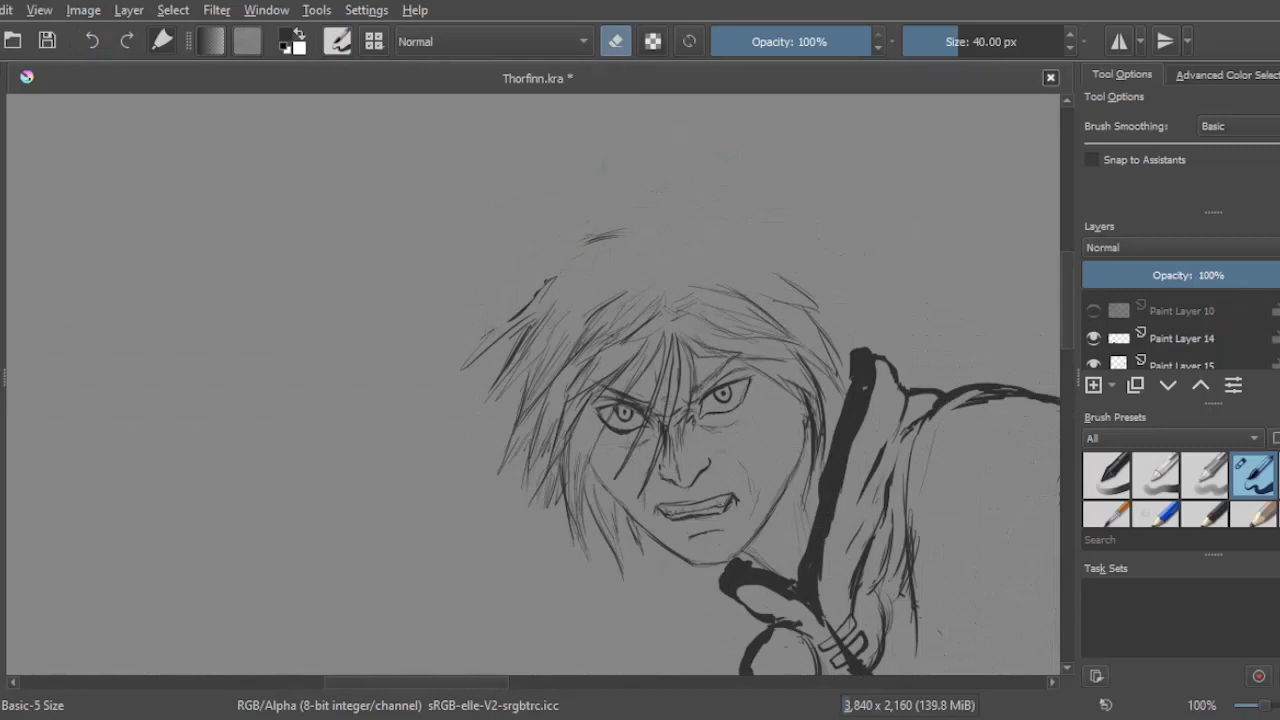 dit View Image Layer Select Filter Window Tools Settings Help
Normal Opacity: 100% Size: 40.00 px
Thorfinn.kra *
Tool Options Advanced Color Selec
Tool Options
Brush Smoothing: Basic
Snap to Assistants
Layers
Normal
Opacity: 100%
Paint Layer 10
Paint Layer 14
Paint Layer 15
Brush Presets
All
Search
Task Sets
Basic-5 Size RGB/Alpha (8-bit integer/channel) sRGB-elle-V2-srgbtrc.icc 3,840 x 2,160 (139.8 MiB) 100%